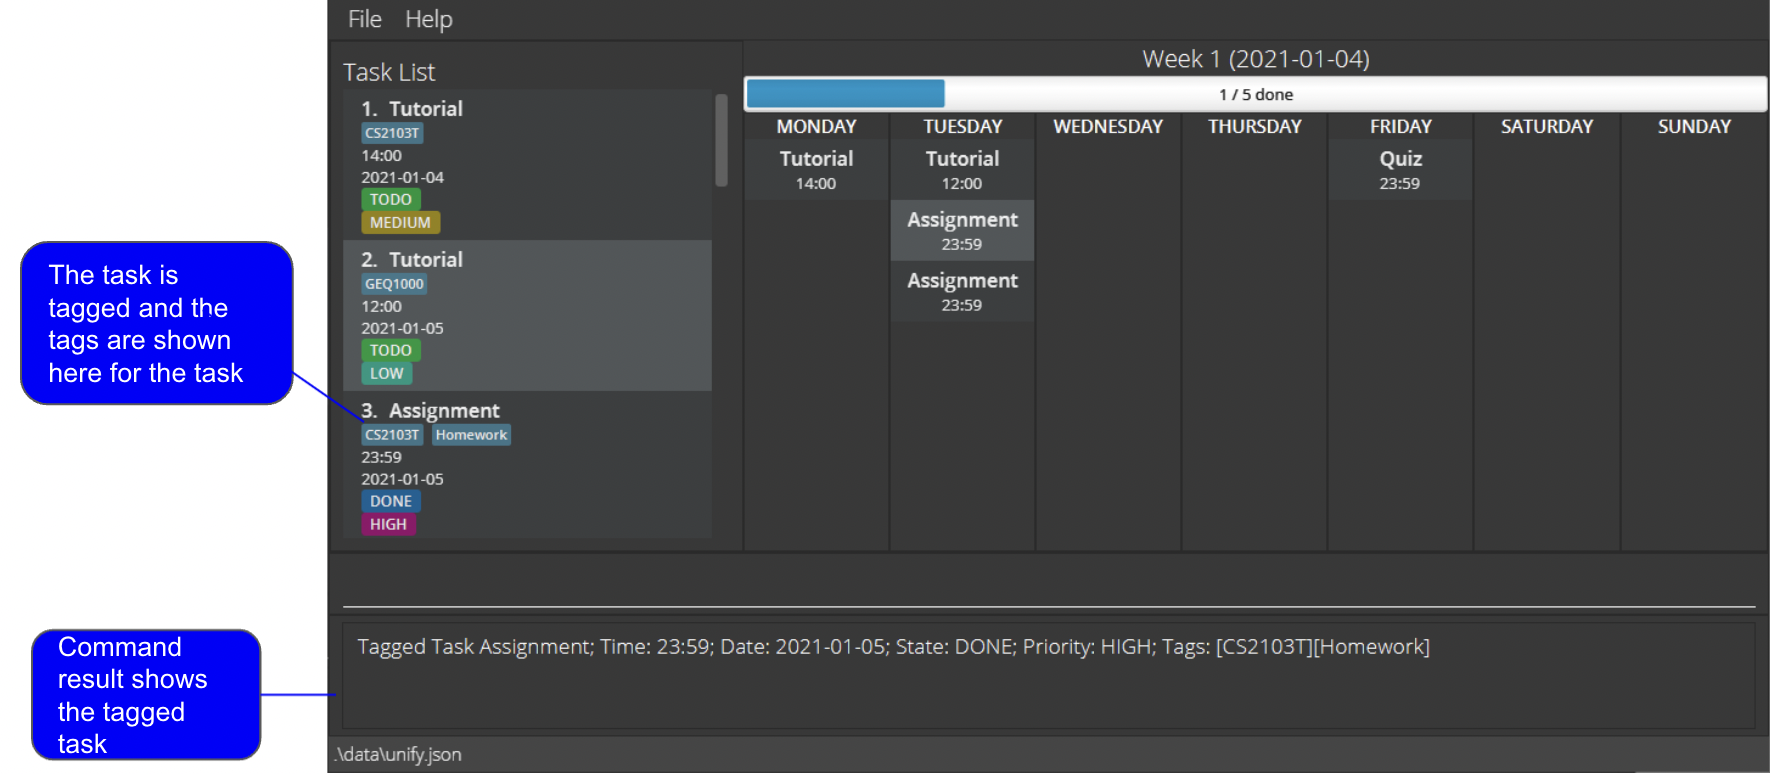 File Help
Task List
1. Tutorial
CS2103T
14:00
2021-01-04
TODO
MEDIUM
2. Tutorial
GEQ1000
12:00
2021-01-05
TODO
LOW
3. Assignment
CS2103T Homework
23:59
2021-01-05
DONE
HIGH
Week 1 (2021-01-04)
1 / 5 done
MONDAY TUESDAY WEDNESDAY THURSDAY FRIDAY SATURDAY SUNDAY
Tutorial
14:00
Tutorial
12:00
Assignment
23:59
Assignment
23:59
Quiz
23:59
The task is
tagged and the
tags are shown
here for the task
Command
result shows
the tagged
task
Tagged Task Assignment; Time: 23:59; Date: 2021-01-05; State: DONE; Priority: HIGH; Tags: [CS2103T][Homework]
.\data\unify.json